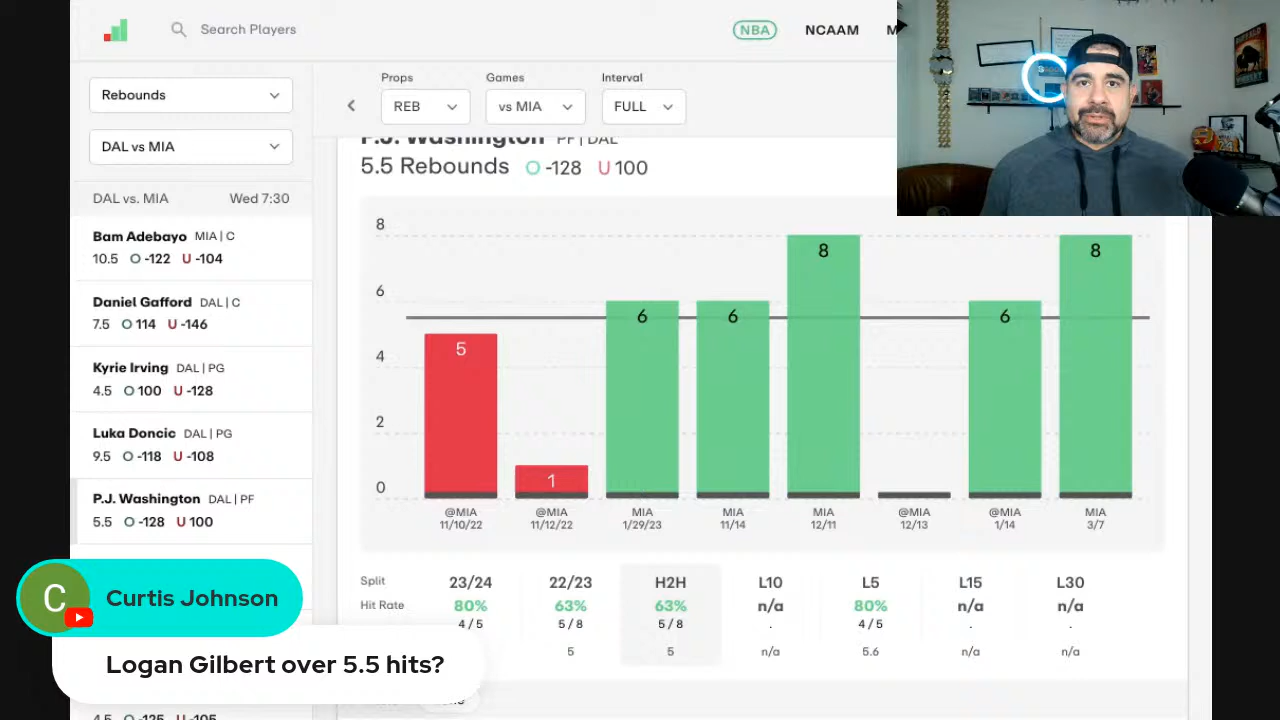 Search Players
NBA
NCAAM
Rebounds
DAL vs MIA
DAL vs. MIA Wed 7:30
Bam Adebayo MIA | C
10.5 O -122 U -104
Daniel Gafford DAL | C
7.5 O 114 U -146
Kyrie Irving DAL | PG
4.5 O 100 U -128
Luka Doncic DAL | PG
9.5 O -118 U -108
P.J. Washington DAL | PF
5.5 O -128 U 100
Props Games Interval
REB vs MIA FULL
P.J. Washington PF | DAL
5.5 Rebounds O -128 U 100
8
6
4
2
0
5
1
6
6
8
6
8
@MIA @MIA MIA MIA MIA @MIA @MIA MIA
11/10/22 11/12/22 1/29/23 11/14 12/11 12/13 1/14 3/7
Split 23/24 22/23 H2H L10 L5 L15 L30
Hit Rate 80% 63% 63% n/a 80% n/a n/a
4 / 5 5 / 8 5 / 8 . 4 / 5 . .
5 5 n/a 5.6 n/a n/a
C Curtis Johnson
Logan Gilbert over 5.5 hits?
4.5 O -125 U -105